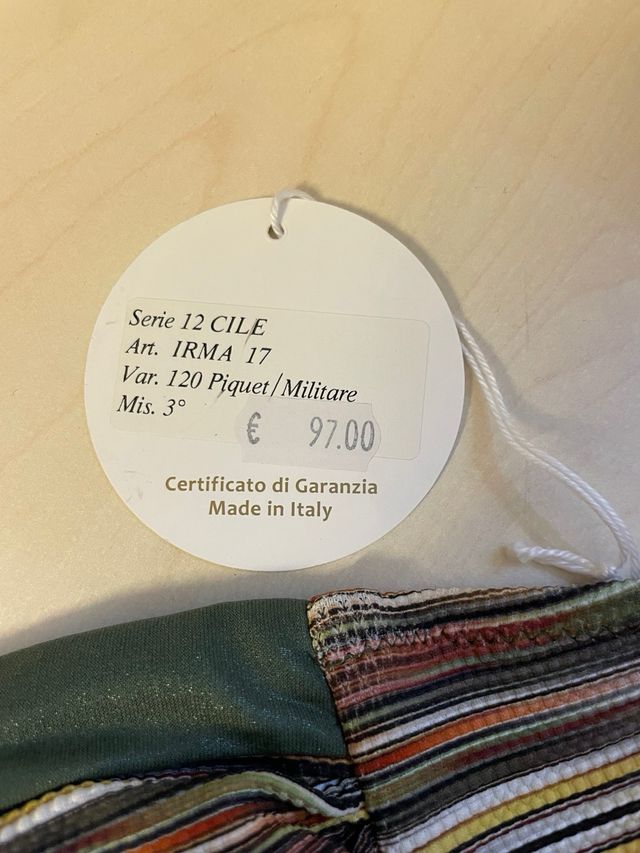 Serie 12 CILE
Art. IRMA 17
Var. 120 Piquet/Militare
Mis. 3°
€ 97.00
Certificato di Garanzia
Made in Italy